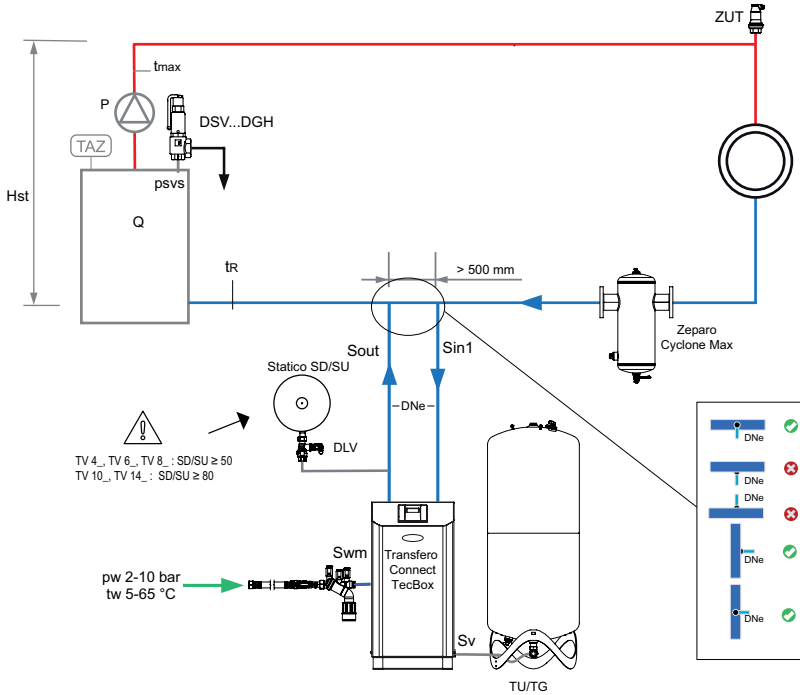 ZUT
tmax
P
DSV...DGH
TAZ
psvs
Hst
Q
tR
> 500 mm
Zeparo
Cyclone Max
Sout
Sin1
Statico SD/SU
DNe
DLV
TV 4_, TV 6_, TV 8_ : SD/SU ≥ 50
TV 10_, TV 14_ : SD/SU ≥ 80
DNe
DNe
DNe
DNe
DNe
Swm
Transfero
Connect
TecBox
pw 2-10 bar
tw 5-65 °C
Sv
TU/TG